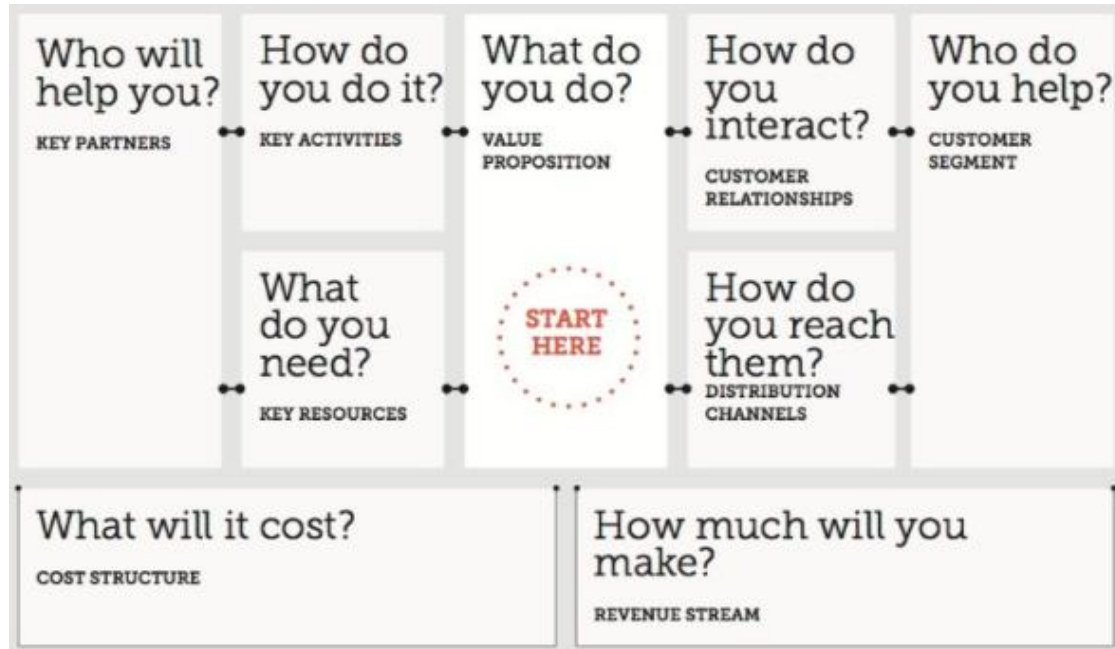 Who will
help you?
KEY PARTNERS
How do
you do it?
KEY ACTIVITIES
What
do you
need?
KEY RESOURCES
What do
you do?
VALUE
PROPOSITION
START
HERE
How do
you
interact?
CUSTOMER
RELATIONSHIPS
How do
you reach
them?
DISTRIBUTION
CHANNELS
Who do
you help?
CUSTOMER
SEGMENT
What will it cost?
COST STRUCTURE
How much will you
make?
REVENUE STREAM